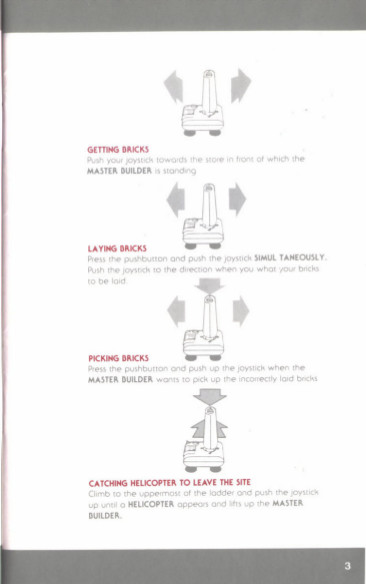 GETTING BRICKS
Push your joystick towards the store in front of which the
MASTER BUILDER is standing
LAYING BRICKS
Press the pushbutton and push the joystick SIMUL TANEOUSLY.
Push the joystick to the direction when you what your bricks
to be laid
PICKING BRICKS
Press the pushbutton and push up the joystick when the
MASTER BUILDER wants to pick up the incorrectly laid bricks
CATCHING HELICOPTER TO LEAVE THE SITE
Climb to the uppermost of the ladder and push the joystick
up until a HELICOPTER appears and lifts up the MASTER
BUILDER.
3